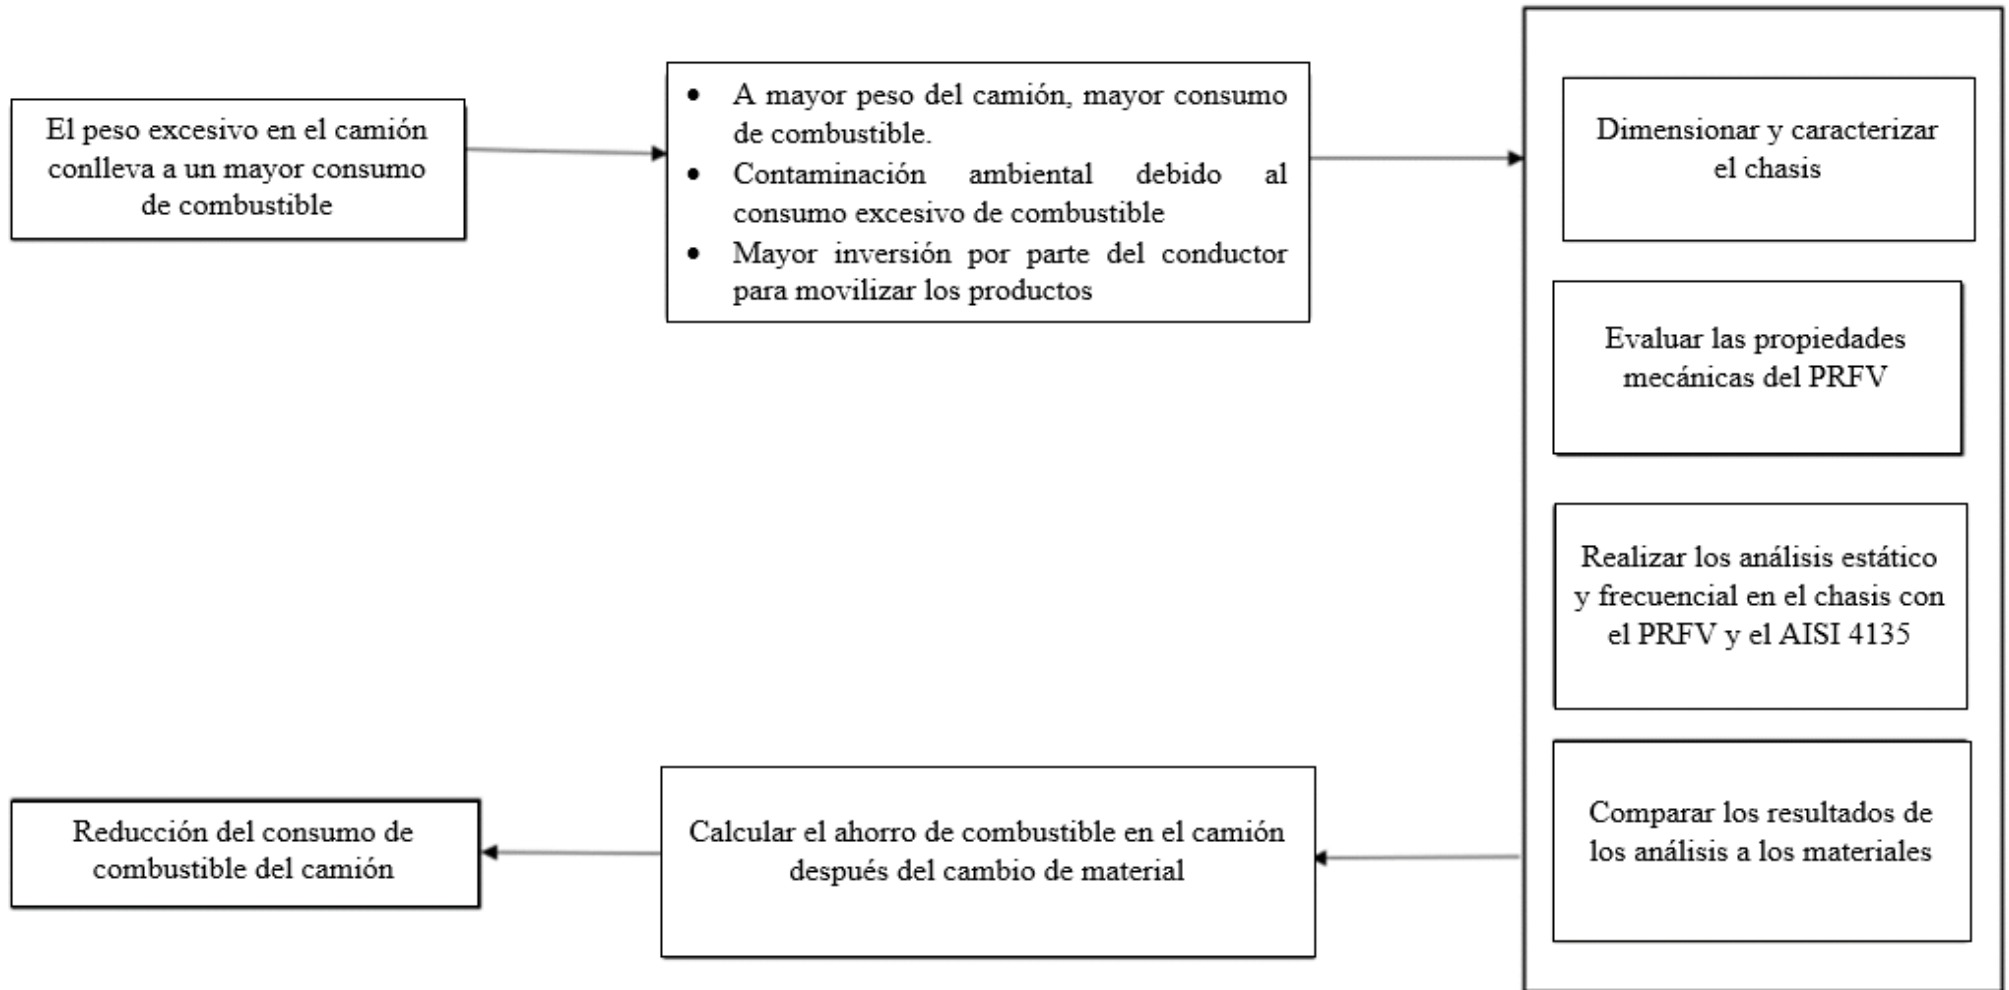 El peso excesivo en el camión
conlleva a un mayor consumo
de combustible
• A mayor peso del camión, mayor consumo
de combustible.
• Contaminación ambiental debido al
consumo excesivo de combustible
• Mayor inversión por parte del conductor
para movilizar los productos
Dimensionar y caracterizar
el chasis
Evaluar las propiedades
mecánicas del PRFV
Realizar los análisis estático
y frecuencial en el chasis con
el PRFV y el AISI 4135
Comparar los resultados de
los análisis a los materiales
Calcular el ahorro de combustible en el camión
después del cambio de material
Reducción del consumo de
combustible del camión